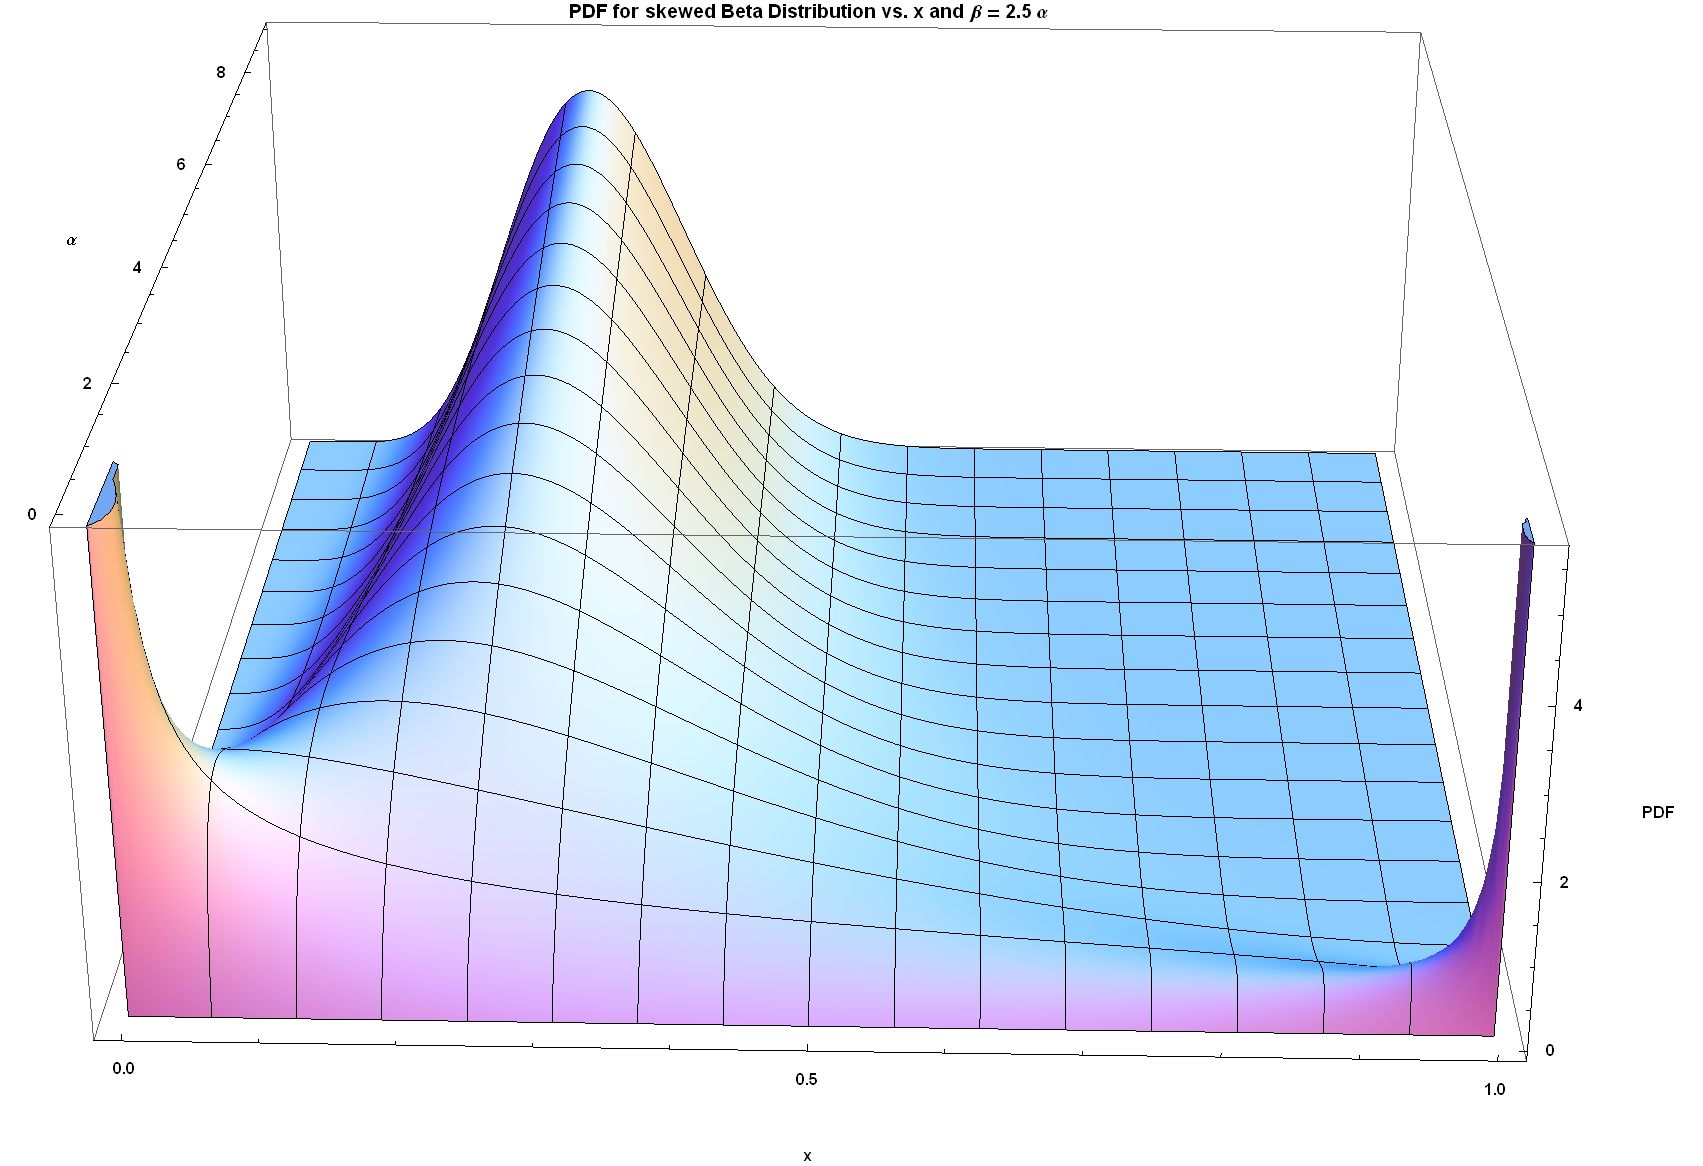 PDF for skewed Beta Distribution vs. x and β = 2.5 α
8
6
α
4
2
0
4
PDF
2
0
0.0
0.5
1.0
x